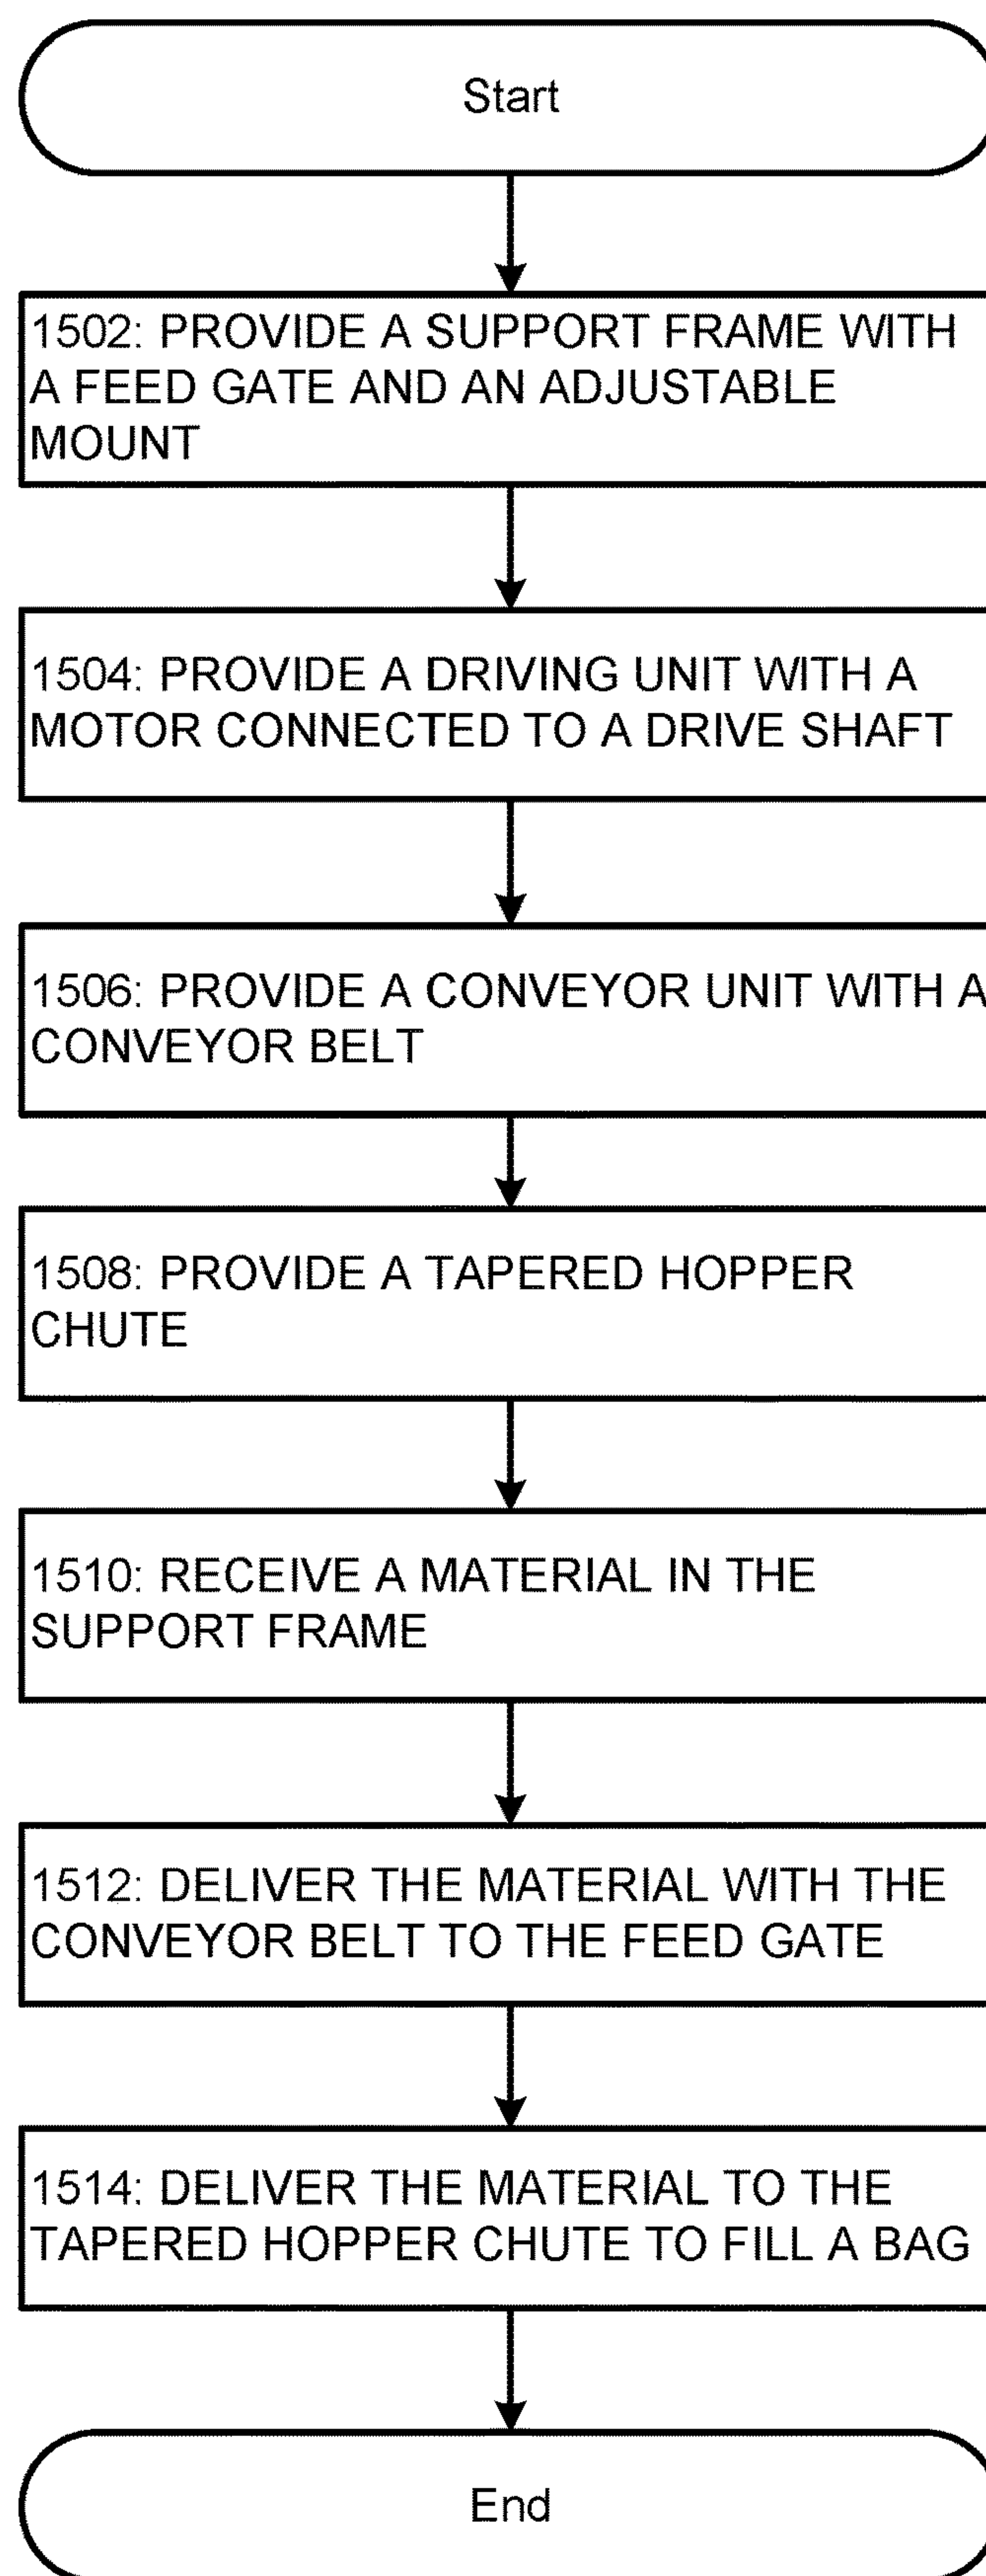 Start
1502: PROVIDE A SUPPORT FRAME WITH
A FEED GATE AND AN ADJUSTABLE
MOUNT
1504: PROVIDE A DRIVING UNIT WITH A
MOTOR CONNECTED TO A DRIVE SHAFT
1506: PROVIDE A CONVEYOR UNIT WITH A
CONVEYOR BELT
1508: PROVIDE A TAPERED HOPPER
CHUTE
1510: RECEIVE A MATERIAL IN THE
SUPPORT FRAME
1512: DELIVER THE MATERIAL WITH THE
CONVEYOR BELT TO THE FEED GATE
1514: DELIVER THE MATERIAL TO THE
TAPERED HOPPER CHUTE TO FILL A BAG
End